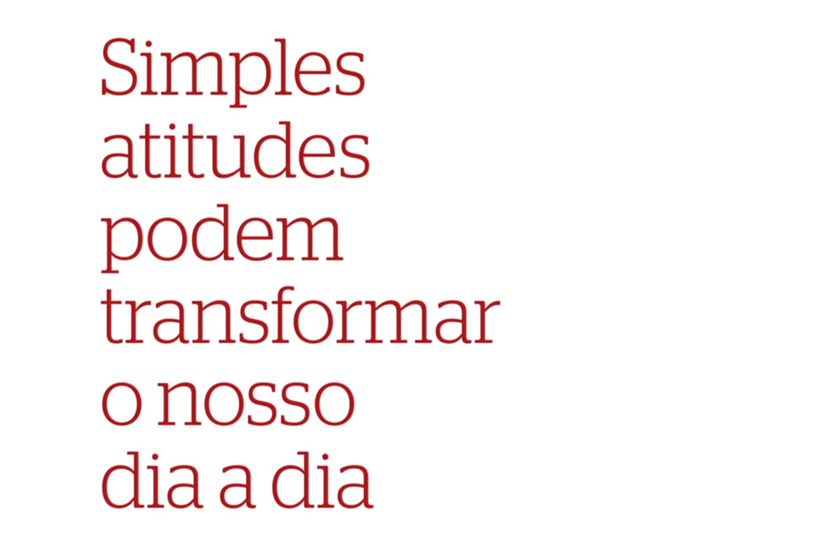 Simples
atitudes
podem
transformar
o nosso
dia a dia